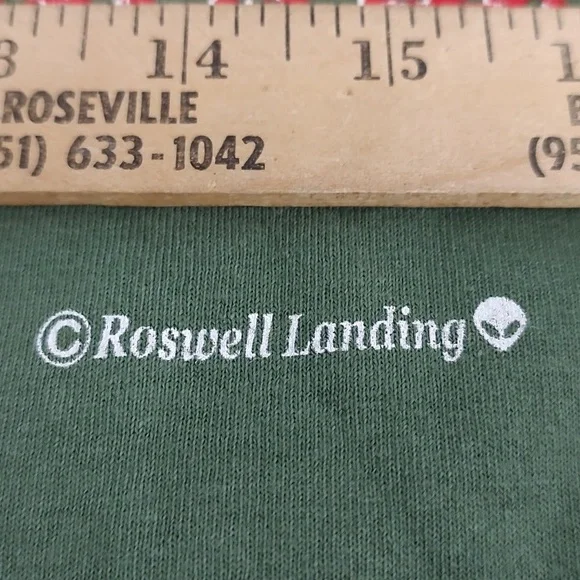 3 14 15 1
ROSEVILLE
51) 633-1042
(95
© Roswell Landing